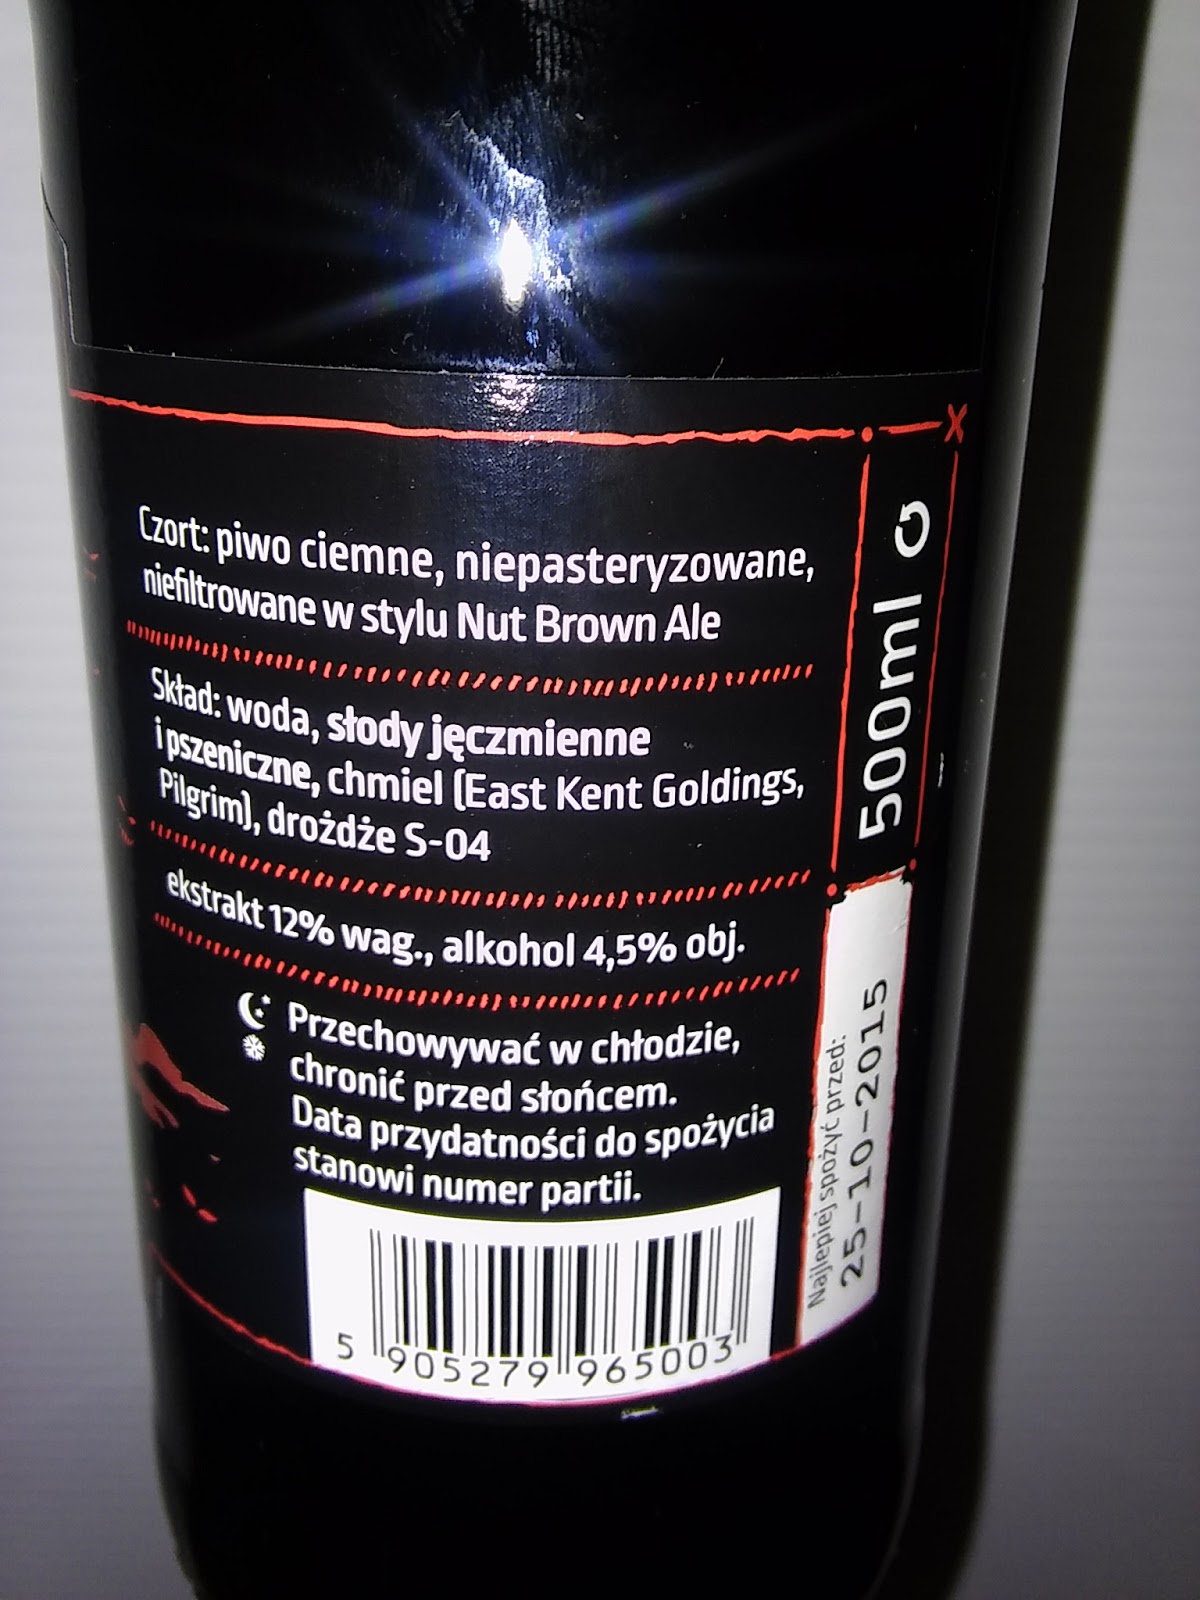 Czort: piwo ciemne, niepasteryzowane,
niefiltrowane w stylu Nut Brown Ale
Skład: woda, słody jęczmienne
i pszeniczne, chmiel (East Kent Goldings,
Pilgrim), drożdże S-04
ekstrakt 12% wag., alkohol 4,5% obj.
Przechowywać w chłodzie,
chronić przed słońcem.
Data przydatności do spożycia
stanowi numer partii.
5 905279 965003
500ml
Najlepiej spożyć przed:
25-10-2015